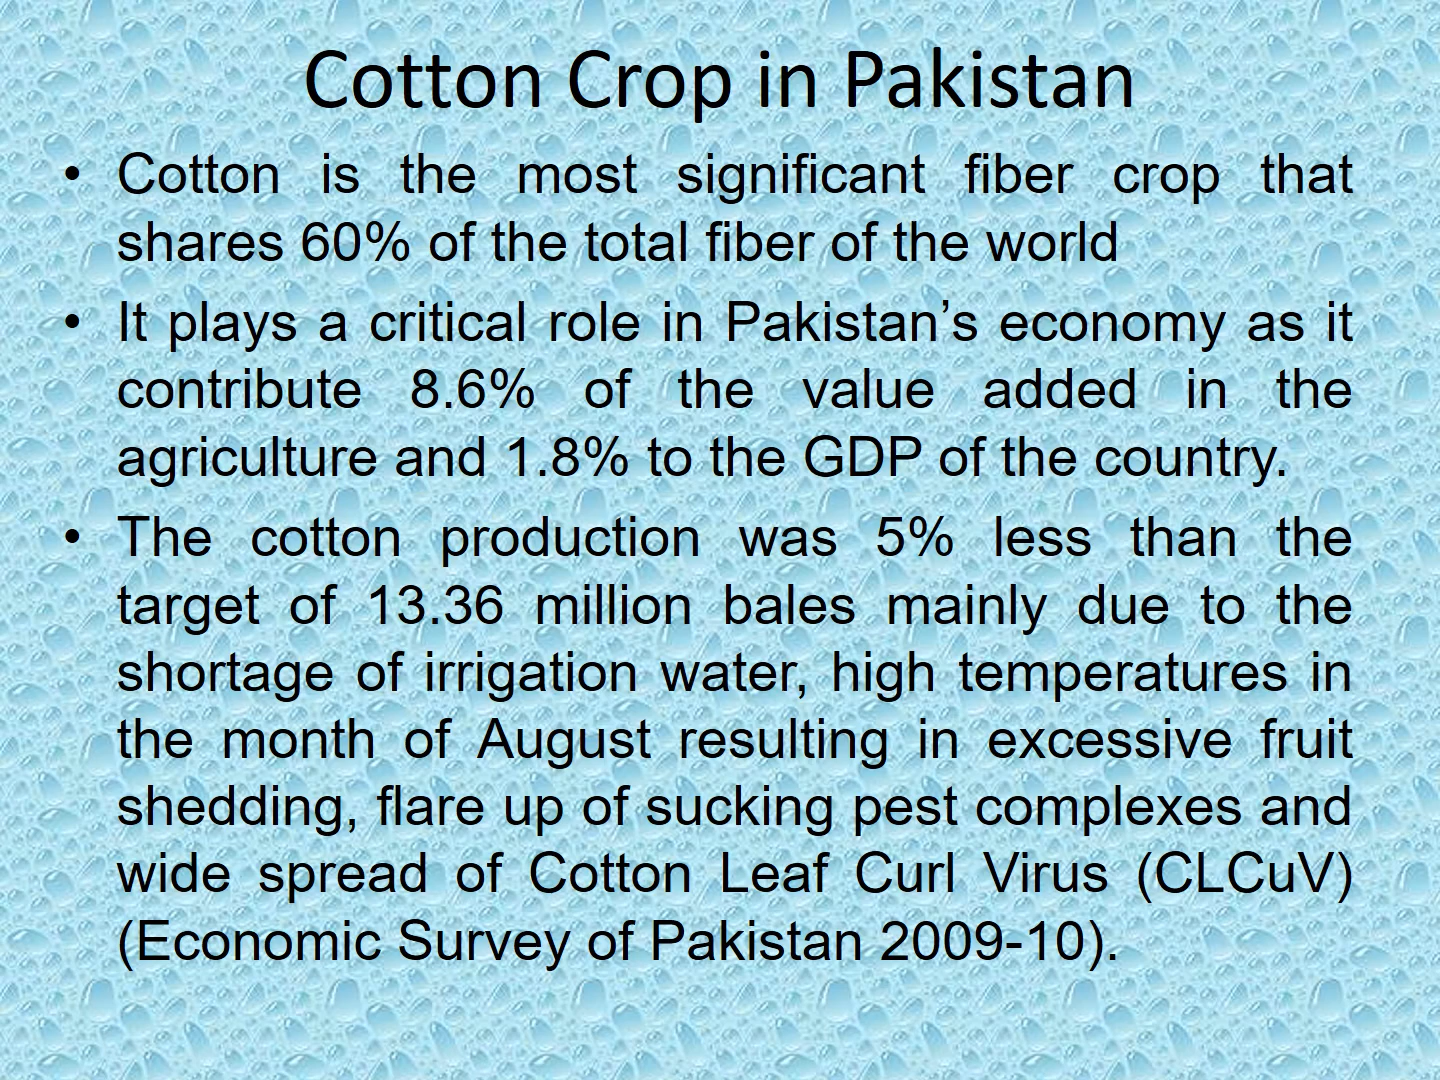 Cotton Crop in Pakistan
• Cotton is the most significant fiber crop that
shares 60% of the total fiber of the world
• It plays a critical role in Pakistan’s economy as it
contribute 8.6% of the value added in the
agriculture and 1.8% to the GDP of the country.
• The cotton production was 5% less than the
target of 13.36 million bales mainly due to the
shortage of irrigation water, high temperatures in
the month of August resulting in excessive fruit
shedding, flare up of sucking pest complexes and
wide spread of Cotton Leaf Curl Virus (CLCuV)
(Economic Survey of Pakistan 2009-10).